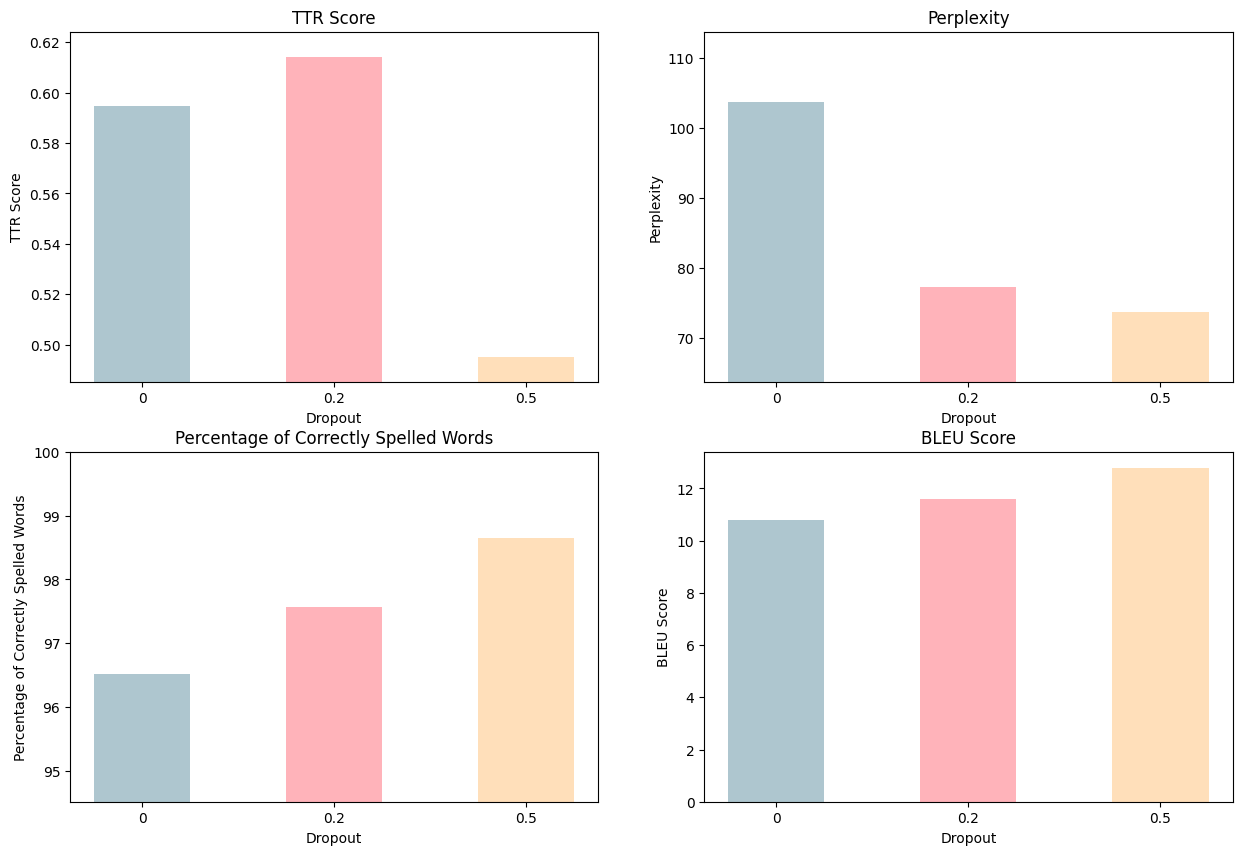 TTR Score
TTR Score
0.62
0.60
0.58
0.56
0.54
0.52
0.50
0 0.2 0.5
Dropout
Perplexity
Perplexity
110
100
90
80
70
0 0.2 0.5
Dropout
Percentage of Correctly Spelled Words
Percentage of Correctly Spelled Words
100
99
98
97
96
95
0 0.2 0.5
Dropout
BLEU Score
BLEU Score
12
10
8
6
4
2
0
0 0.2 0.5
Dropout